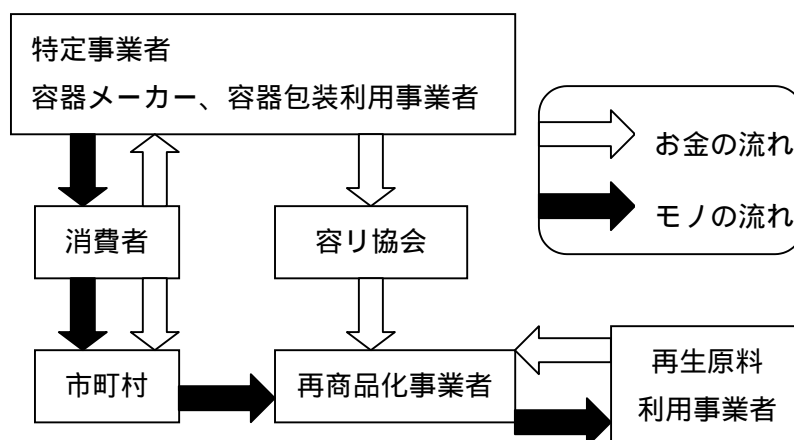 特定事業者
容器メーカー、容器包装利用事業者
お金の流れ
モノの流れ
消費者
容リ協会
市町村
再商品化事業者
再生原料
利用事業者